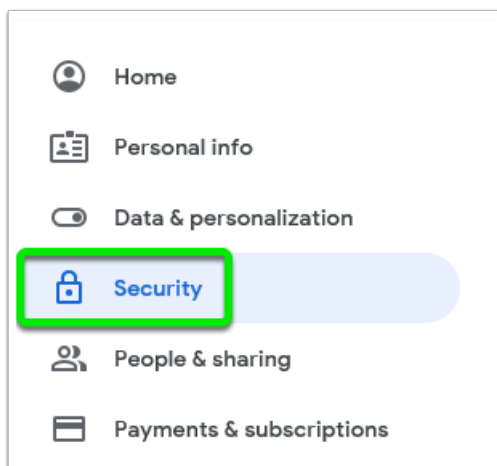 Home
Personal info
Data & personalization
Security
People & sharing
Payments & subscriptions